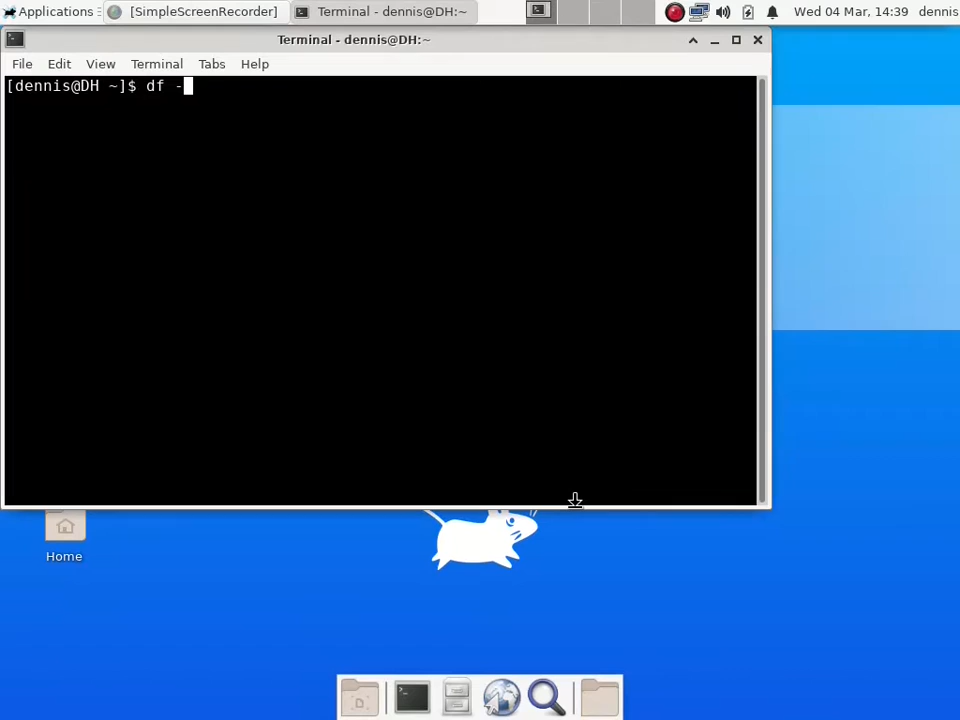 Applications [SimpleScreenRecorder] Terminal - dennis@DH:~ Wed 04 Mar, 14:39 dennis
Terminal - dennis@DH:~
File Edit View Terminal Tabs Help
[dennis@DH ~]$ df -
Home